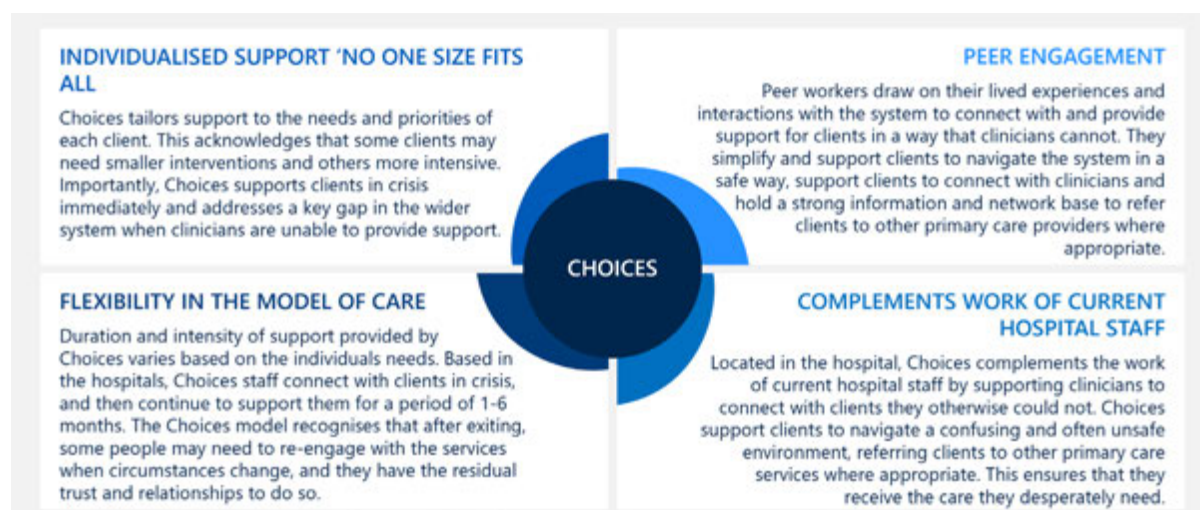 INDIVIDUALISED SUPPORT ‘NO ONE SIZE FITS
ALL
Choices tailors support to the needs and priorities of
each client. This acknowledges that some clients may
need smaller interventions and others more intensive.
Importantly, Choices supports clients in crisis
immediately and addresses a key gap in the wider
system when clinicians are unable to provide support.
PEER ENGAGEMENT
Peer workers draw on their lived experiences and
interactions with the system to connect with and provide
support for clients in a way that clinicians cannot. They
simplify and support clients to navigate the system in a
safe way, support clients to connect with clinicians and
hold a strong information and network base to refer
clients to other primary care providers where
appropriate.
CHOICES
FLEXIBILITY IN THE MODEL OF CARE
Duration and intensity of support provided by
Choices varies based on the individuals needs. Based in
the hospitals, Choices staff connect with clients in crisis,
and then continue to support them for a period of 1-6
months. The Choices model recognises that after exiting,
some people may need to re-engage with the services
when circumstances change, and they have the residual
trust and relationships to do so.
COMPLEMENTS WORK OF CURRENT
HOSPITAL STAFF
Located in the hospital, Choices complements the work
of current hospital staff by supporting clinicians to
connect with clients they otherwise could not. Choices
support clients to navigate a confusing and often unsafe
environment, referring clients to other primary care
services where appropriate. This ensures that they
receive the care they desperately need.